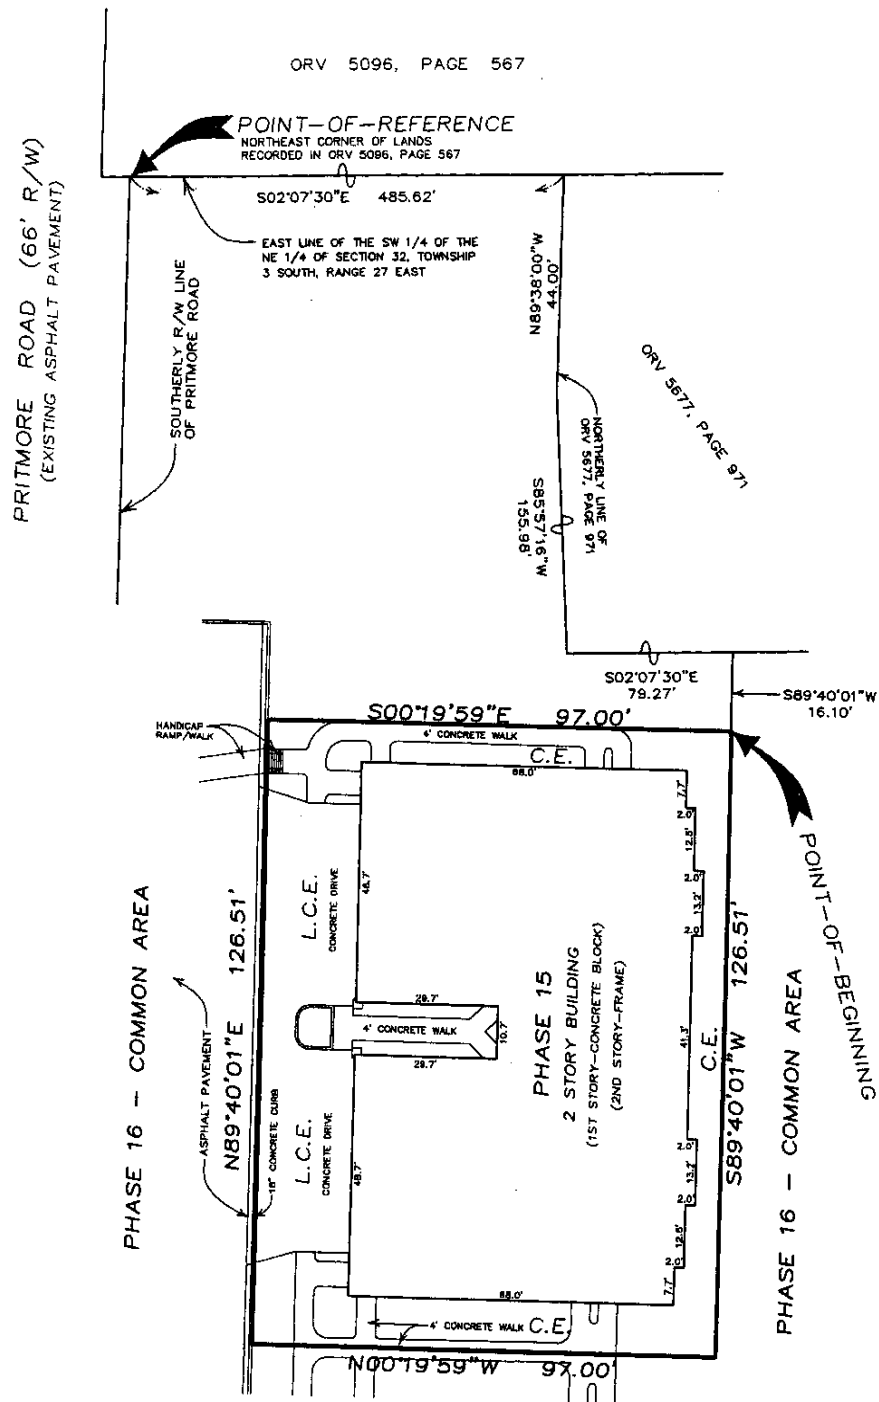 ORV 5096, PAGE 567
POINT-OF-REFERENCE
NORTHEAST CORNER OF LANDS
RECORDED IN ORV 5096, PAGE 567
S02°07'30"E 485.62'
EAST LINE OF THE SW 1/4 OF THE
NE 1/4 OF SECTION 32, TOWNSHIP
3 SOUTH, RANGE 27 EAST
PRITMORE ROAD (66' R/W)
(EXISTING ASPHALT PAVEMENT)
SOUTHERLY R/W LINE
OF PRITMORE ROAD
N89°38'00"W
44.00'
ORV 5677, PAGE 971
NORTHERLY LINE OF
ORV 5677, PAGE 971
S85°57'16"W
155.98'
S02°07'30"E
79.27'
S89°40'01"W
16.10'
S00°19'59"E 97.00'
HANDICAP
RAMP/WALK
4' CONCRETE WALK
C.E.
68.0'
7.7'
2.0'
12.5'
2.0'
13.2'
2.0'
POINT-OF-BEGINNING
PHASE 16 - COMMON AREA
ASPHALT PAVEMENT
N89°40'01"E 126.51'
18" CONCRETE CURB
L.C.E.
CONCRETE DRIVE
48.7'
29.7'
4' CONCRETE WALK
10.7'
29.7'
L.C.E.
CONCRETE DRIVE
48.7'
PHASE 15
2 STORY BUILDING
(1ST STORY-CONCRETE BLOCK)
(2ND STORY-FRAME)
41.3'
C.E.
S89°40'01"W 126.51'
PHASE 16 - COMMON AREA
2.0'
13.2'
2.0'
12.5'
2.0'
7.7'
68.0'
4' CONCRETE WALK
C.E.
N00°19'59"W 97.00'